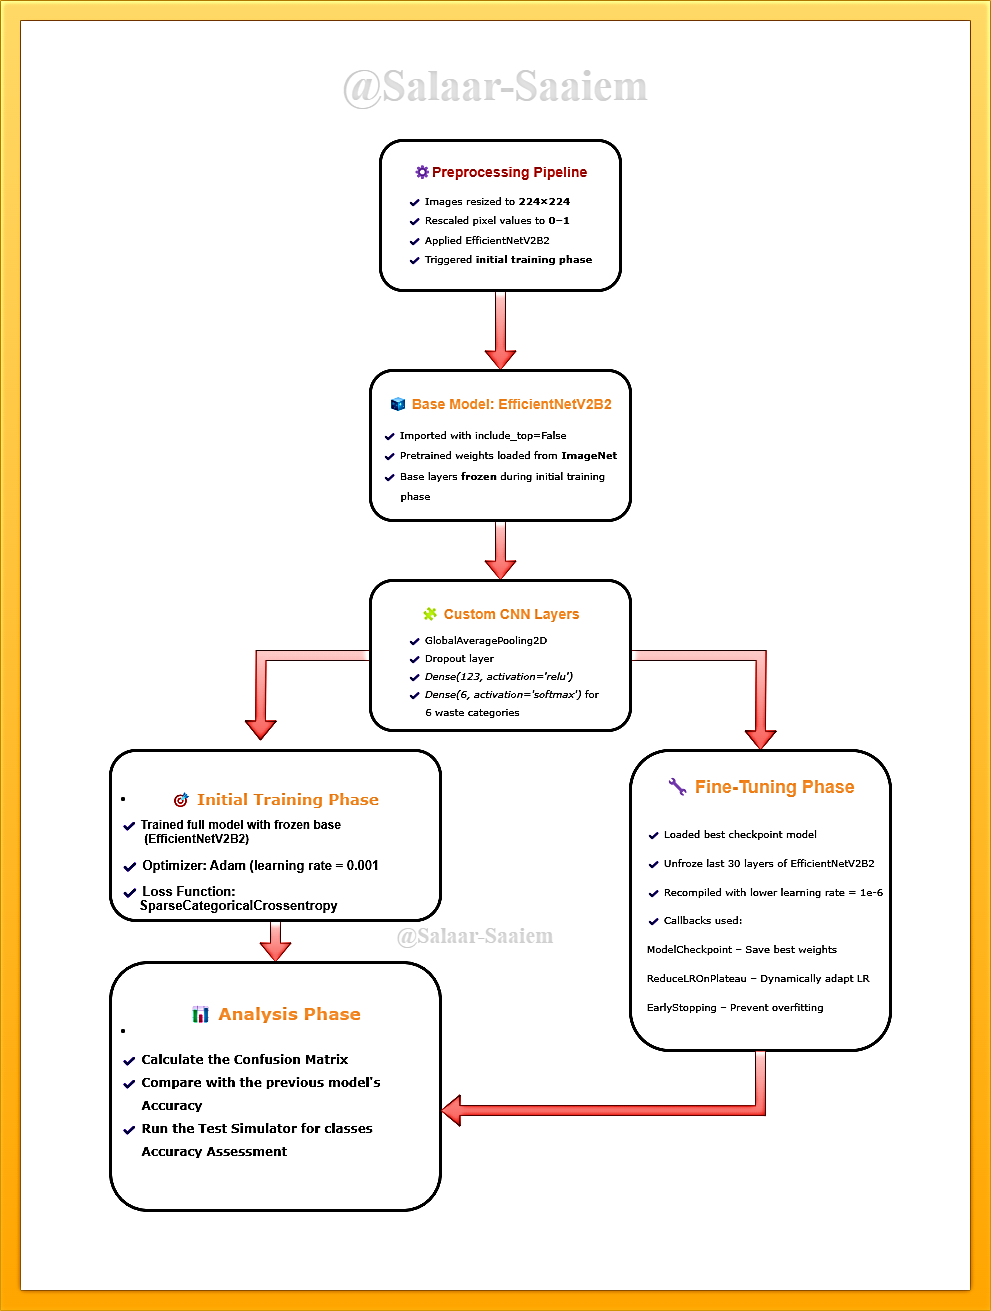 @Salaar-Saaiem
Preprocessing Pipeline
Images resized to 224×224
Rescaled pixel values to 0–1
Applied EfficientNetV2B2
Triggered initial training phase
Base Model: EfficientNetV2B2
Imported with include_top=False
Pretrained weights loaded from ImageNet
Base layers frozen during initial training
phase
Custom CNN Layers
GlobalAveragePooling2D
Dropout layer
Dense(123, activation='relu')
Dense(6, activation='softmax') for
6 waste categories
Initial Training Phase
Trained full model with frozen base
(EfficientNetV2B2)
Optimizer: Adam (learning rate = 0.001
Loss Function:
SparseCategoricalCrossentropy
Fine-Tuning Phase
Loaded best checkpoint model
Unfroze last 30 layers of EfficientNetV2B2
Recompiled with lower learning rate = 1e-6
Callbacks used:
ModelCheckpoint – Save best weights
ReduceLROnPlateau – Dynamically adapt LR
EarlyStopping – Prevent overfitting
@Salaar-Saaiem
Analysis Phase
Calculate the Confusion Matrix
Compare with the previous model's
Accuracy
Run the Test Simulator for classes
Accuracy Assessment